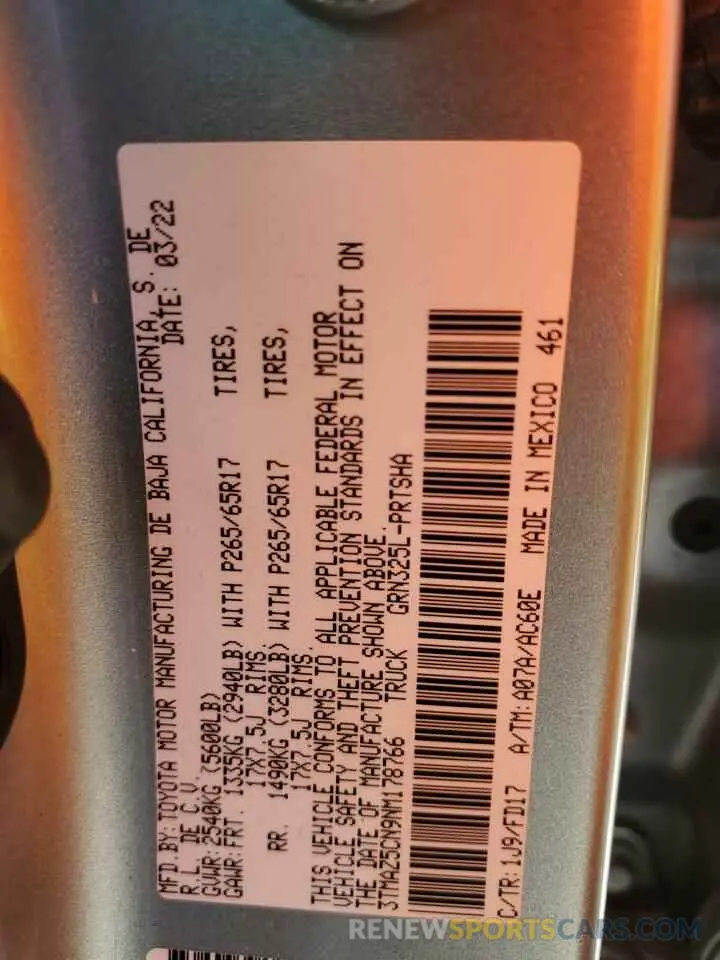 MFD.BY:TOYOTA MOTOR MANUFACTURING DE BAJA CALIFORNIA, S. DE
R.L. DE C.V. DATE: 03/22
GVWR:2540KG (5600LB)
GAWR:FRT. 1335KG (2940LB) WITH P265/65R17 TIRES,
17X7.5J RIMS.
RR. 1490KG (3280LB) WITH P265/65R17 TIRES,
17X7.5J RIMS.
THIS VEHICLE CONFORMS TO ALL APPLICABLE FEDERAL MOTOR
VEHICLE SAFETY AND THEFT PREVENTION STANDARDS IN EFFECT ON
THE DATE OF MANUFACTURE SHOWN ABOVE.
3TMAZ5CN9NM178766 TRUCK GRN325L-PRTSHA
C/TR:1J9/FD17 A/TM:A07A/AC60E MADE IN MEXICO 461
RENEWSPORTSCARS.COM